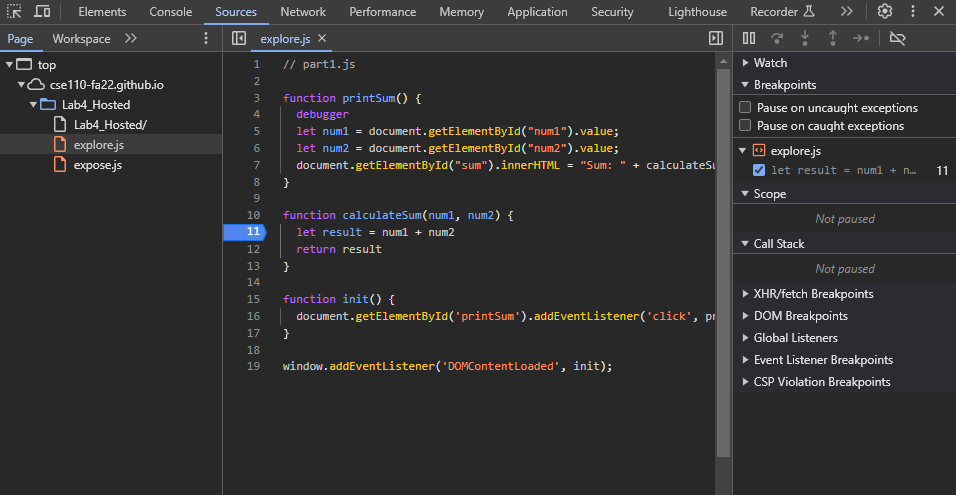 Elements Console Sources Network Performance Memory Application Security Lighthouse Recorder
Page Workspace
explore.js
top
cse110-fa22.github.io
Lab4_Hosted
Lab4_Hosted/
explore.js
expose.js
1 // part1.js
2
3 function printSum() {
4 debugger
5 let num1 = document.getElementById("num1").value;
6 let num2 = document.getElementById("num2").value;
7 document.getElementById("sum").innerHTML = "Sum: " + calculateSu
8 }
9
10 function calculateSum(num1, num2) {
11 let result = num1 + num2
12 return result
13 }
14
15 function init() {
16 document.getElementById('printSum').addEventListener('click', pr
17 }
18
19 window.addEventListener('DOMContentLoaded', init);
Watch
Breakpoints
Pause on uncaught exceptions
Pause on caught exceptions
explore.js
let result = num1 + n… 11
Scope
Not paused
Call Stack
Not paused
XHR/fetch Breakpoints
DOM Breakpoints
Global Listeners
Event Listener Breakpoints
CSP Violation Breakpoints